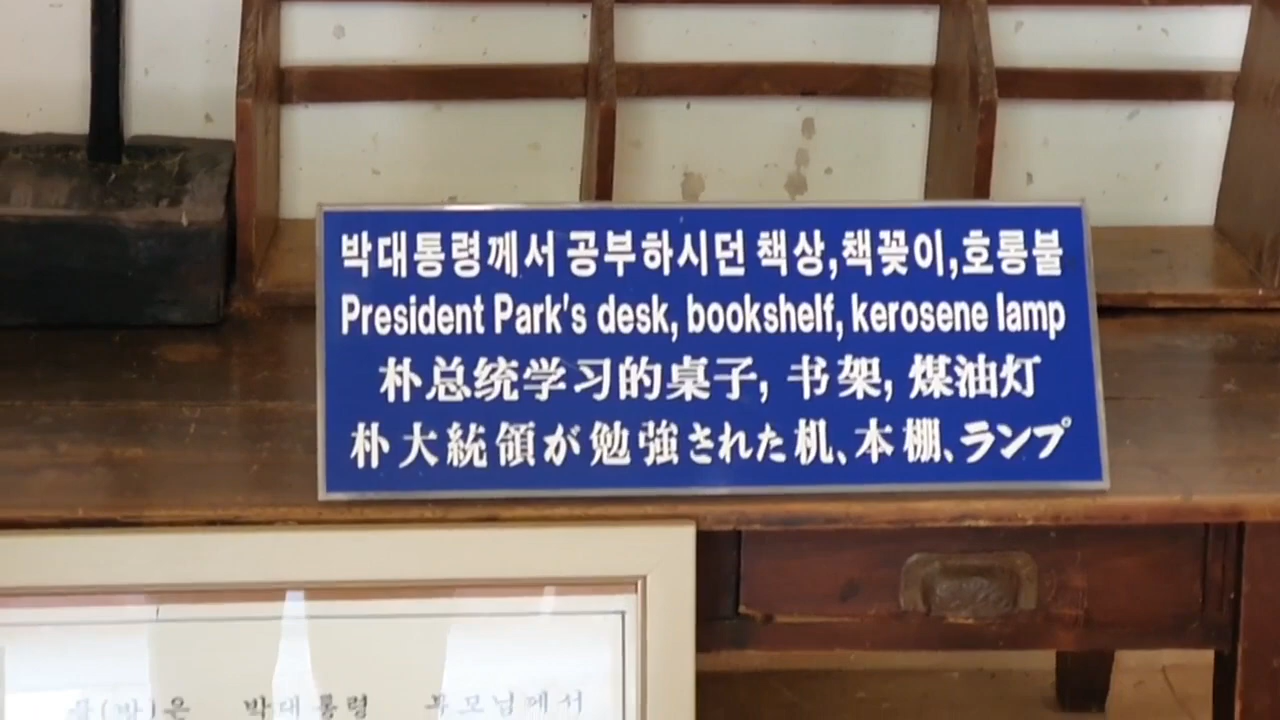 박대통령께서 공부하시던 책상,책꽂이,호롱불
President Park's desk, bookshelf, kerosene lamp
朴总统学习的桌子, 书架, 煤油灯
朴大統領が勉強された机、本棚、ランプ
은 박대통령 부모님께서